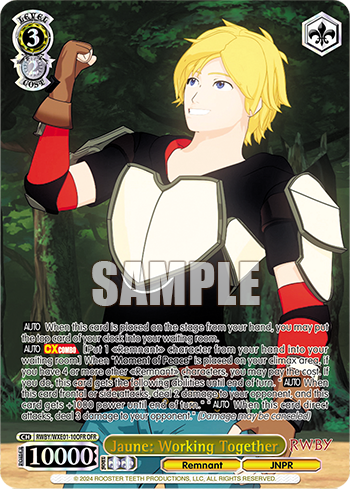 LEVEL
3
2
COST
SAMPLE
AUTO When this card is placed on the stage from your hand, you may put
the top card of your clock into your waiting room.
AUTO CXCOMBO [Put 1 <Remnant> character from your hand into your
waiting room] When "Moment of Peace" is placed on your climax area, if
you have 4 or more other <Remnant> characters, you may pay the cost. If
you do, this card gets the following abilities until end of turn. "AUTO When this
card frontal or side attacks, deal 2 damage to your opponent, and this card
gets +1000 power until end of turn." "AUTO When this card direct
attacks, deal 3 damage to your opponent." (Damage may be canceled)
CH RWBY/WXE01-10OFR OFR
Jaune: Working Together
RWBY
POWER
10000
Remnant
JNPR
© 2024 ROOSTER TEETH PRODUCTIONS, LLC, ALL RIGHTS RESERVED.